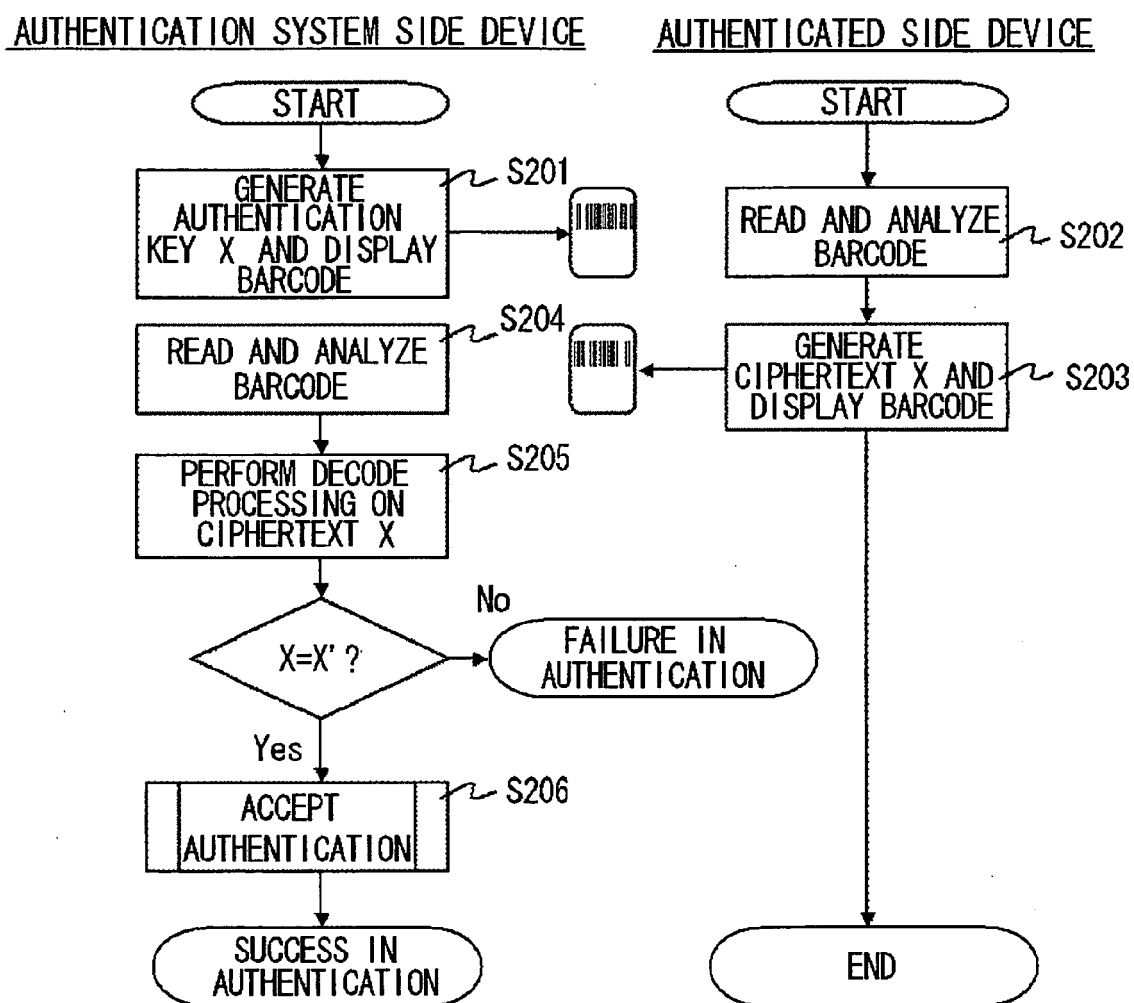 AUTHENTICATION SYSTEM SIDE DEVICE
AUTHENTICATED SIDE DEVICE
START
START
GENERATE
AUTHENTICATION
KEY X AND DISPLAY
BARCODE
S201
READ AND ANALYZE
BARCODE
S202
READ AND ANALYZE
BARCODE
S204
GENERATE
CIPHERTEXT X AND
DISPLAY BARCODE
S203
PERFORM DECODE
PROCESSING ON
CIPHERTEXT X
S205
X=X'?
No
FAILURE IN
AUTHENTICATION
Yes
ACCEPT
AUTHENTICATION
S206
SUCCESS IN
AUTHENTICATION
END